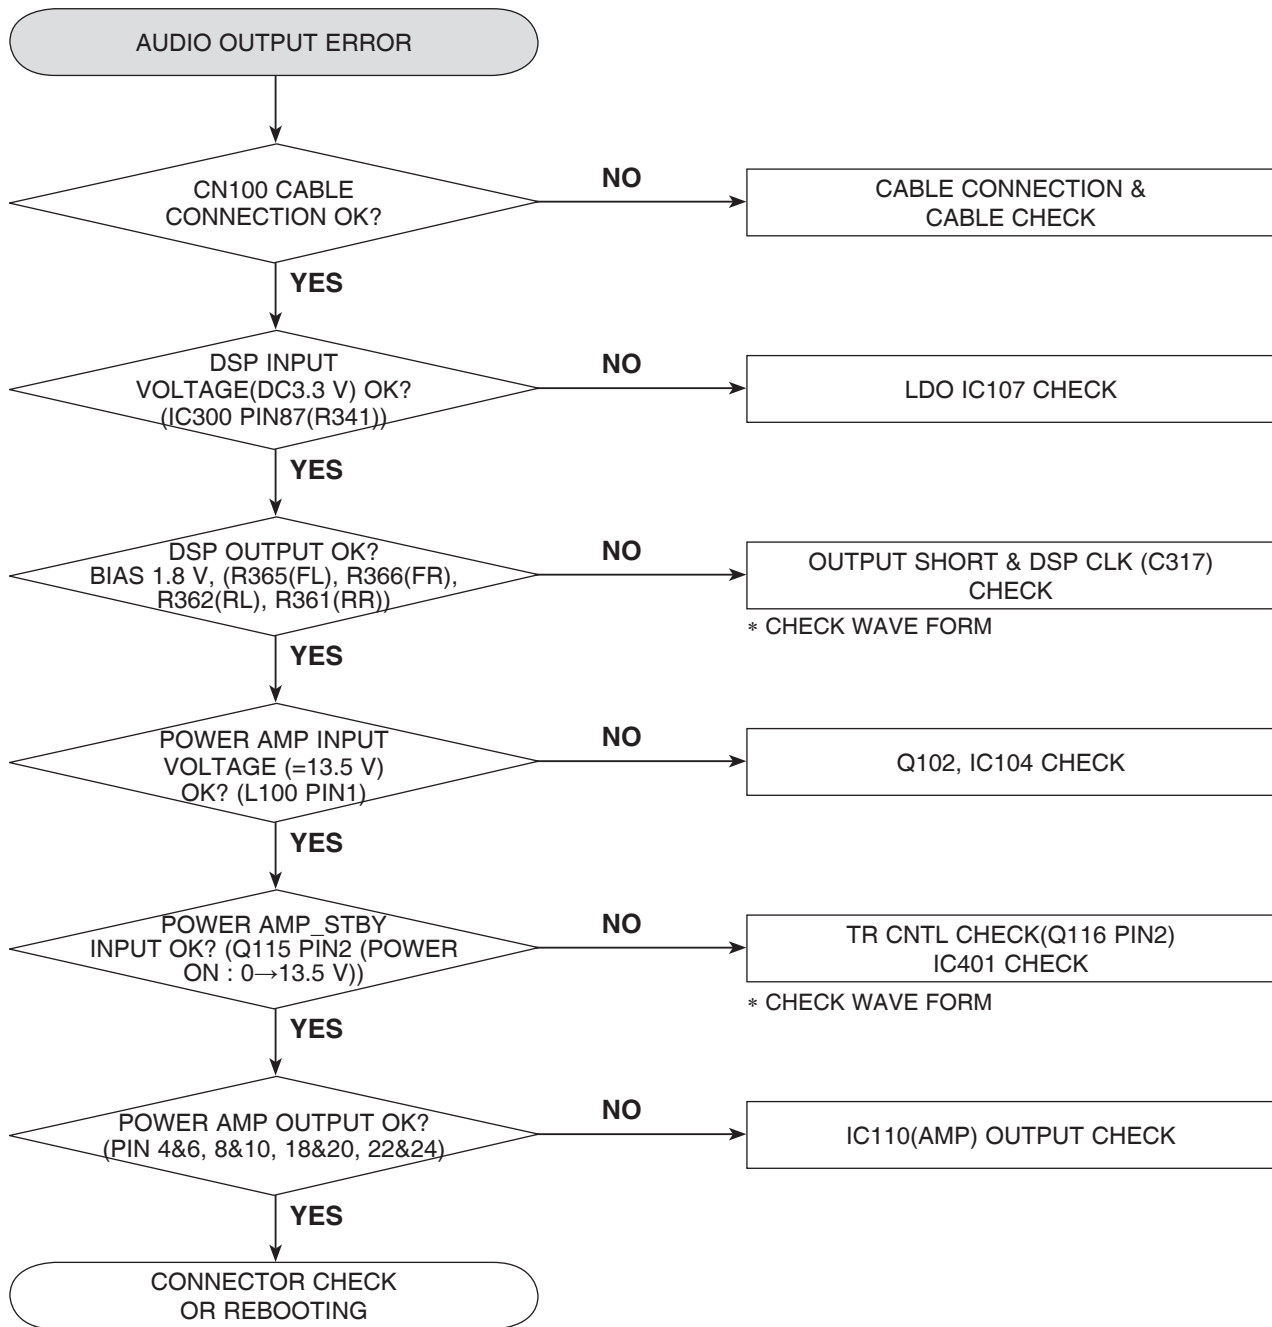 AUDIO OUTPUT ERROR
CN100 CABLE
CONNECTION OK?
NO
CABLE CONNECTION &
CABLE CHECK
YES
DSP INPUT
VOLTAGE(DC3.3 V) OK?
(IC300 PIN87(R341))
NO
LDO IC107 CHECK
YES
DSP OUTPUT OK?
BIAS 1.8 V, (R365(FL), R366(FR),
R362(RL), R361(RR))
NO
OUTPUT SHORT & DSP CLK (C317)
CHECK
* CHECK WAVE FORM
YES
POWER AMP INPUT
VOLTAGE (=13.5 V)
OK? (L100 PIN1)
NO
Q102, IC104 CHECK
YES
POWER AMP_STBY
INPUT OK? (Q115 PIN2 (POWER
ON : 0→13.5 V))
NO
TR CNTL CHECK(Q116 PIN2)
IC401 CHECK
* CHECK WAVE FORM
YES
POWER AMP OUTPUT OK?
(PIN 4&6, 8&10, 18&20, 22&24)
NO
IC110(AMP) OUTPUT CHECK
YES
CONNECTOR CHECK
OR REBOOTING